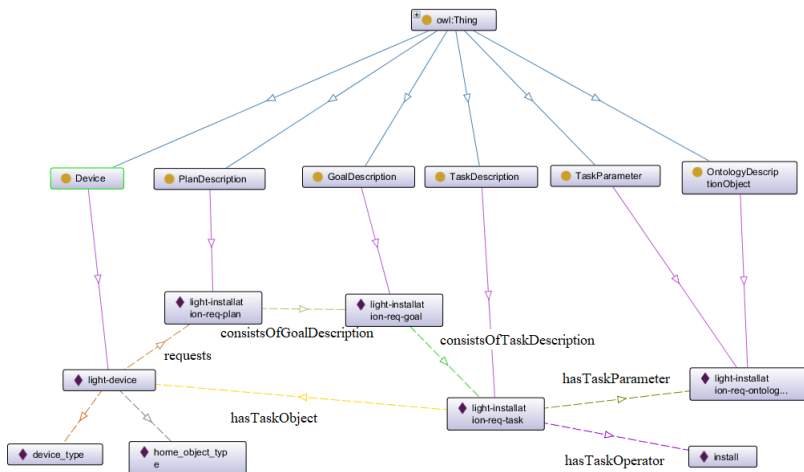 owl:Thing
Device
PlanDescription
GoalDescription
TaskDescription
TaskParameter
OntologyDescrip
tionObject
light-installat
ion-req-plan
light-installat
ion-req-goal
consistsOfGoalDescription
consistsOfTaskDescription
requests
light-device
hasTaskParameter
light-installat
ion-req-ontolog...
hasTaskObject
light-installat
ion-req-task
device_type
home_object_typ
e
hasTaskOperator
install